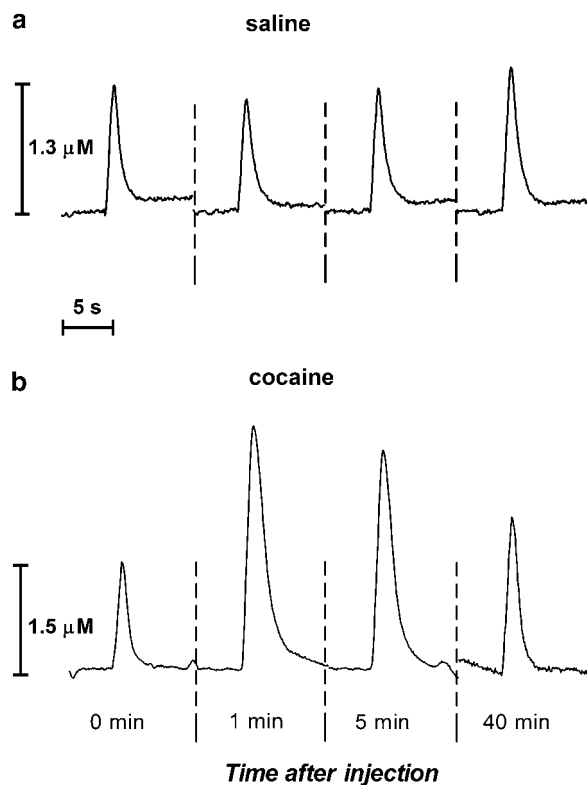 a
saline
1.3 μM
5 s
b
cocaine
1.5 μM
0 min 1 min 5 min 40 min
Time after injection